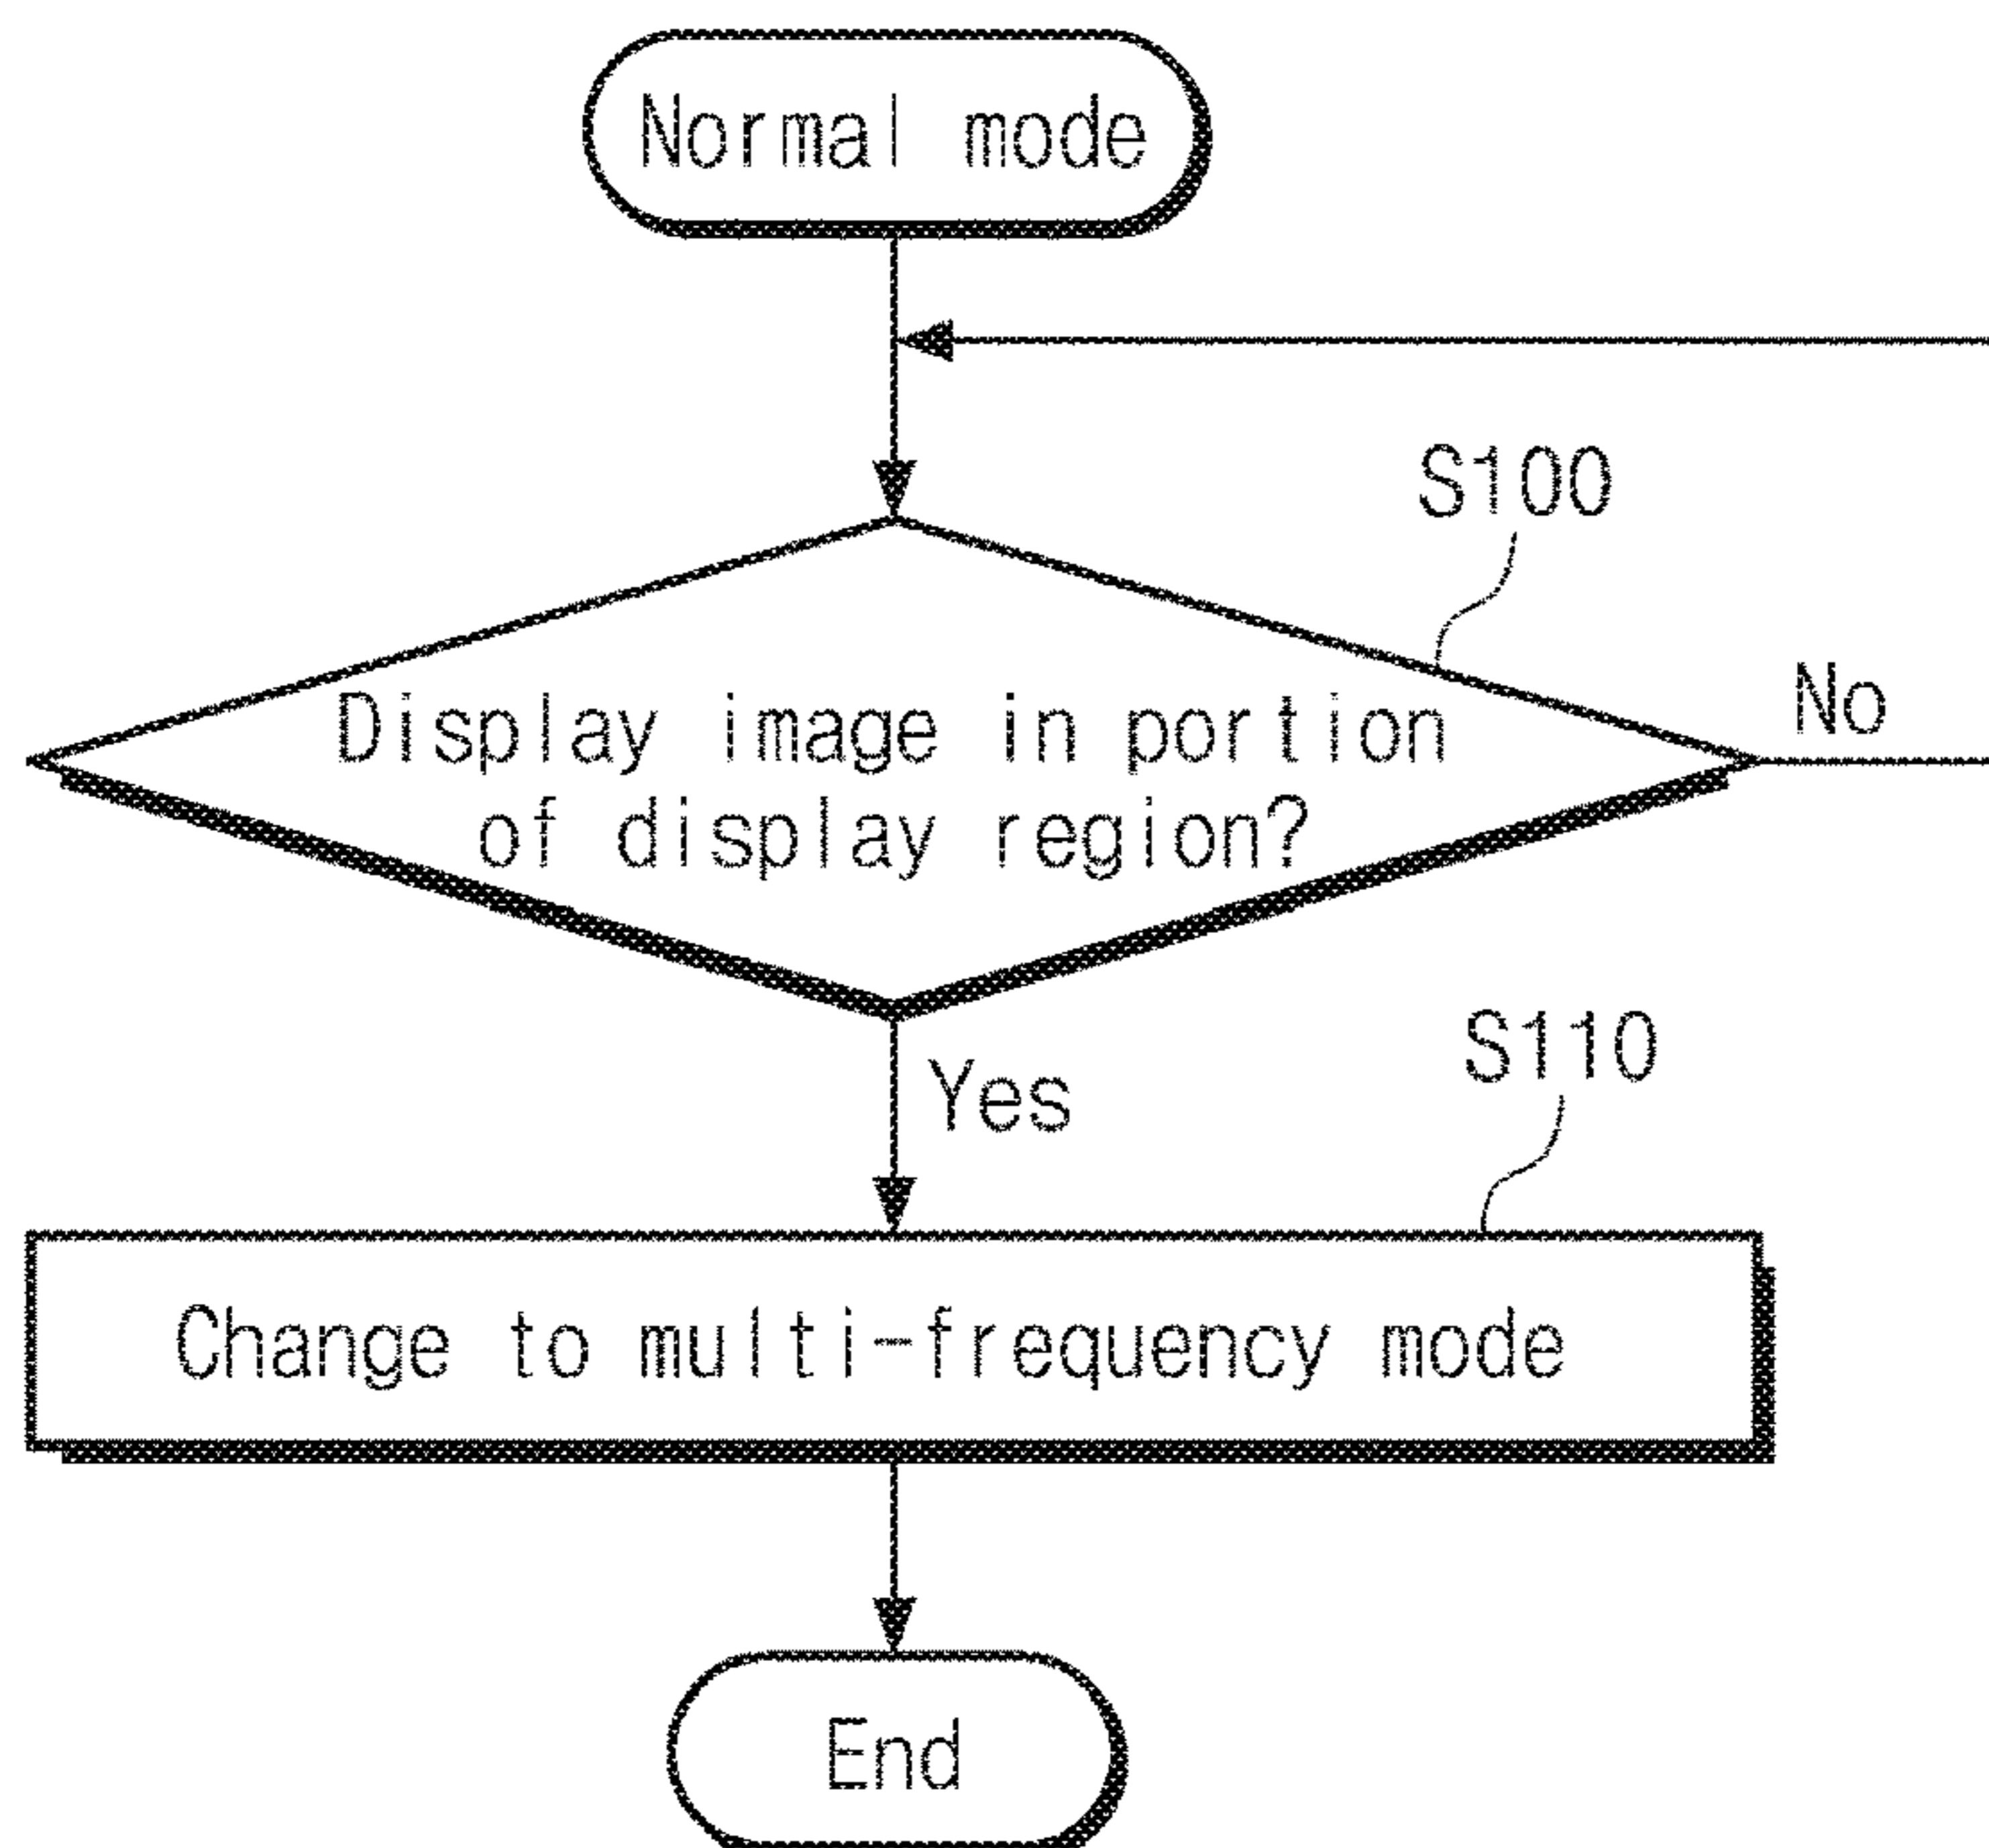 Normal mode
S100
Display image in portion
of display region?
No
Yes
S110
Change to multi-frequency mode
End